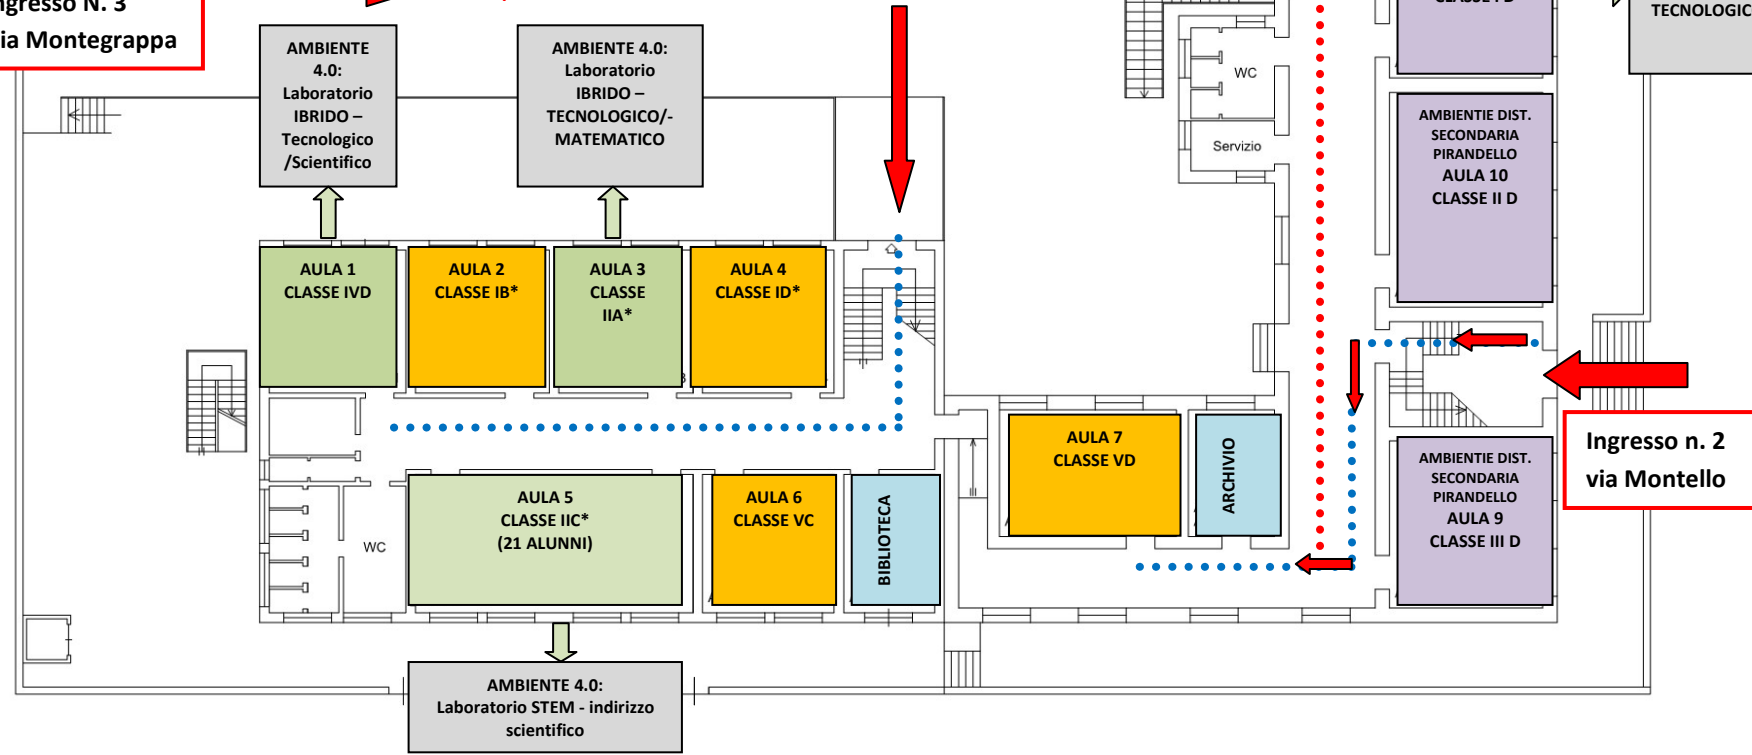 ngresso N. 3
ia Montegrappa
AMBIENTE
4.0:
Laboratorio
IBRIDO –
Tecnologico
/Scientifico
AMBIENTE 4.0:
Laboratorio
IBRIDO –
TECNOLOGICO/-
MATEMATICO
WC
Servizio
TECNOLOGIC
AMBIENTIE DIST.
SECONDARIA
PIRANDELLO
AULA 10
CLASSE II D
AULA 1
CLASSE IVD
AULA 2
CLASSE IB*
AULA 3
CLASSE
IIA*
AULA 4
CLASSE ID*
AULA 5
CLASSE IIC*
(21 ALUNNI)
AULA 6
CLASSE VC
BIBLIOTECA
WC
AULA 7
CLASSE VD
ARCHIVIO
AMBIENTIE DIST.
SECONDARIA
PIRANDELLO
AULA 9
CLASSE III D
Ingresso n. 2
via Montello
AMBIENTE 4.0:
Laboratorio STEM - indirizzo
scientifico